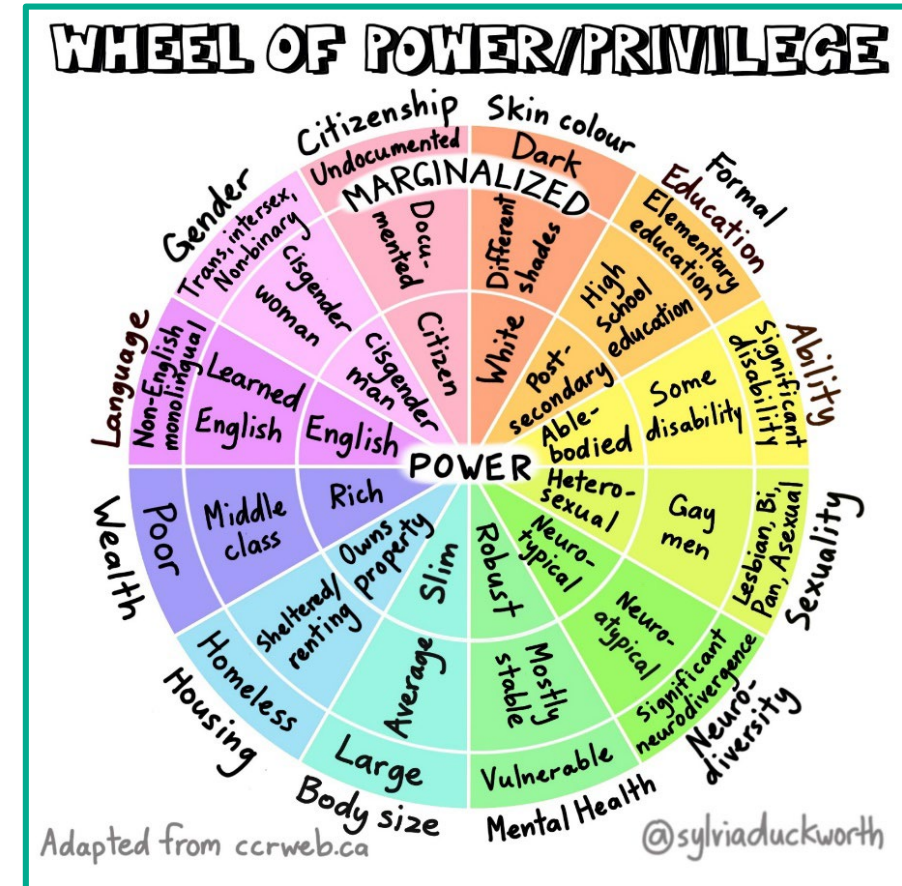 WHEEL OF POWER/PRIVILEGE
Citizenship
Undocumented
Docu-
mented
Citizen
Skin colour
Dark
Different
shades
White
Formal
Education
Elementary
education
High
school
education
Post-
secondary
Ability
Significant
disability
Some
disability
Able-
bodied
Sexuality
Lesbian, Bi,
Pan, Asexual
Gay
men
Hetero-
sexual
Neuro-
diversity
Significant
neurodivergence
Neuro-
atypical
Neuro-
typical
Mental Health
Vulnerable
Mostly
stable
Robust
Body size
Large
Average
Slim
Housing
Homeless
Sheltered/
renting
Owns
property
Wealth
Poor
Middle
class
Rich
Language
Non-English
monolingual
Learned
English
English
Gender
Trans, intersex,
Non-binary
Cisgender
woman
cisgender
man
MARGINALIZED
POWER
Adapted from ccrweb.ca
@sylviaduckworth